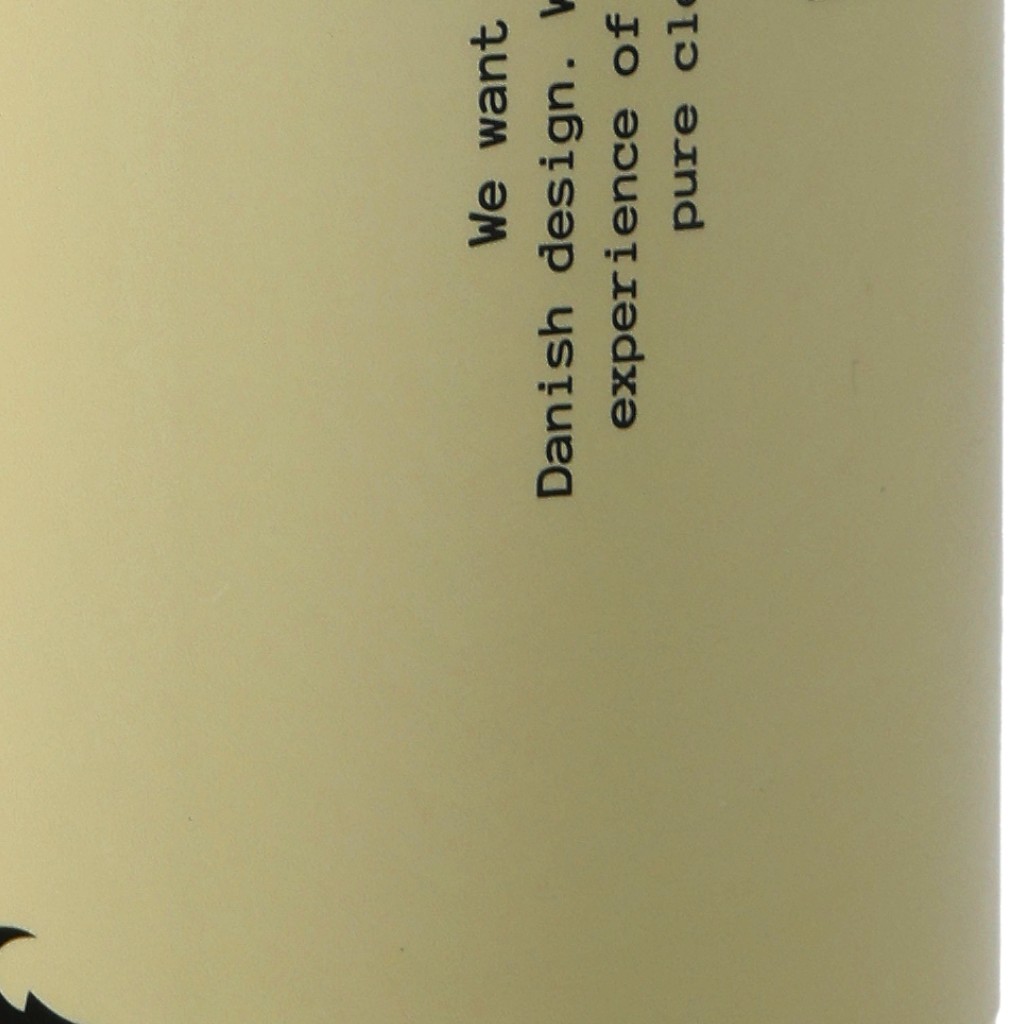 We want
Danish design.
experience of
pure